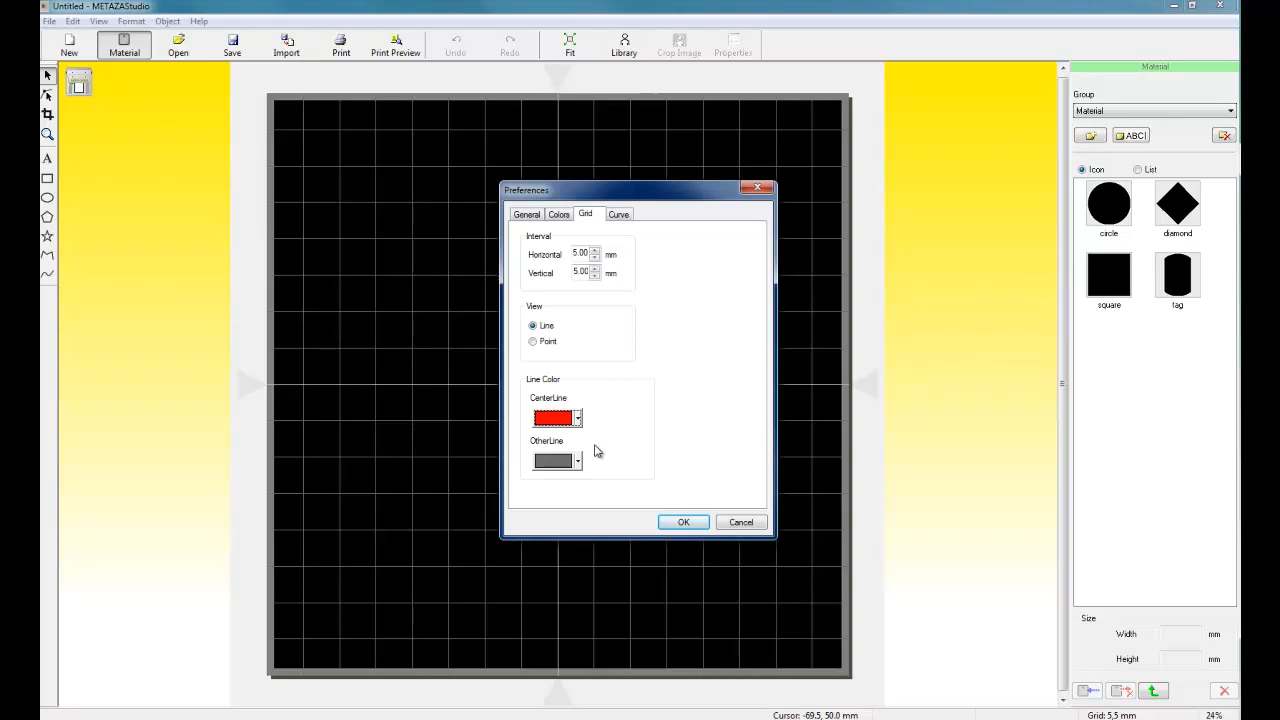 Untitled - METAZAStudio
File Edit View Format Object Help
New Material Open Save Import Print Print Preview Undo Redo Fit Library Crop Image Properties
Material
Group
Material
ABC
Icon List
circle diamond
square tag
Size
Width mm
Height mm
Preferences
General Colors Grid Curve
Interval
Horizontal 5.00 mm
Vertical 5.00 mm
View
Line
Point
Line Color
CenterLine
OtherLine
OK Cancel
A
Cursor: -69.5, 50.0 mm Grid: 5,5 mm 24%